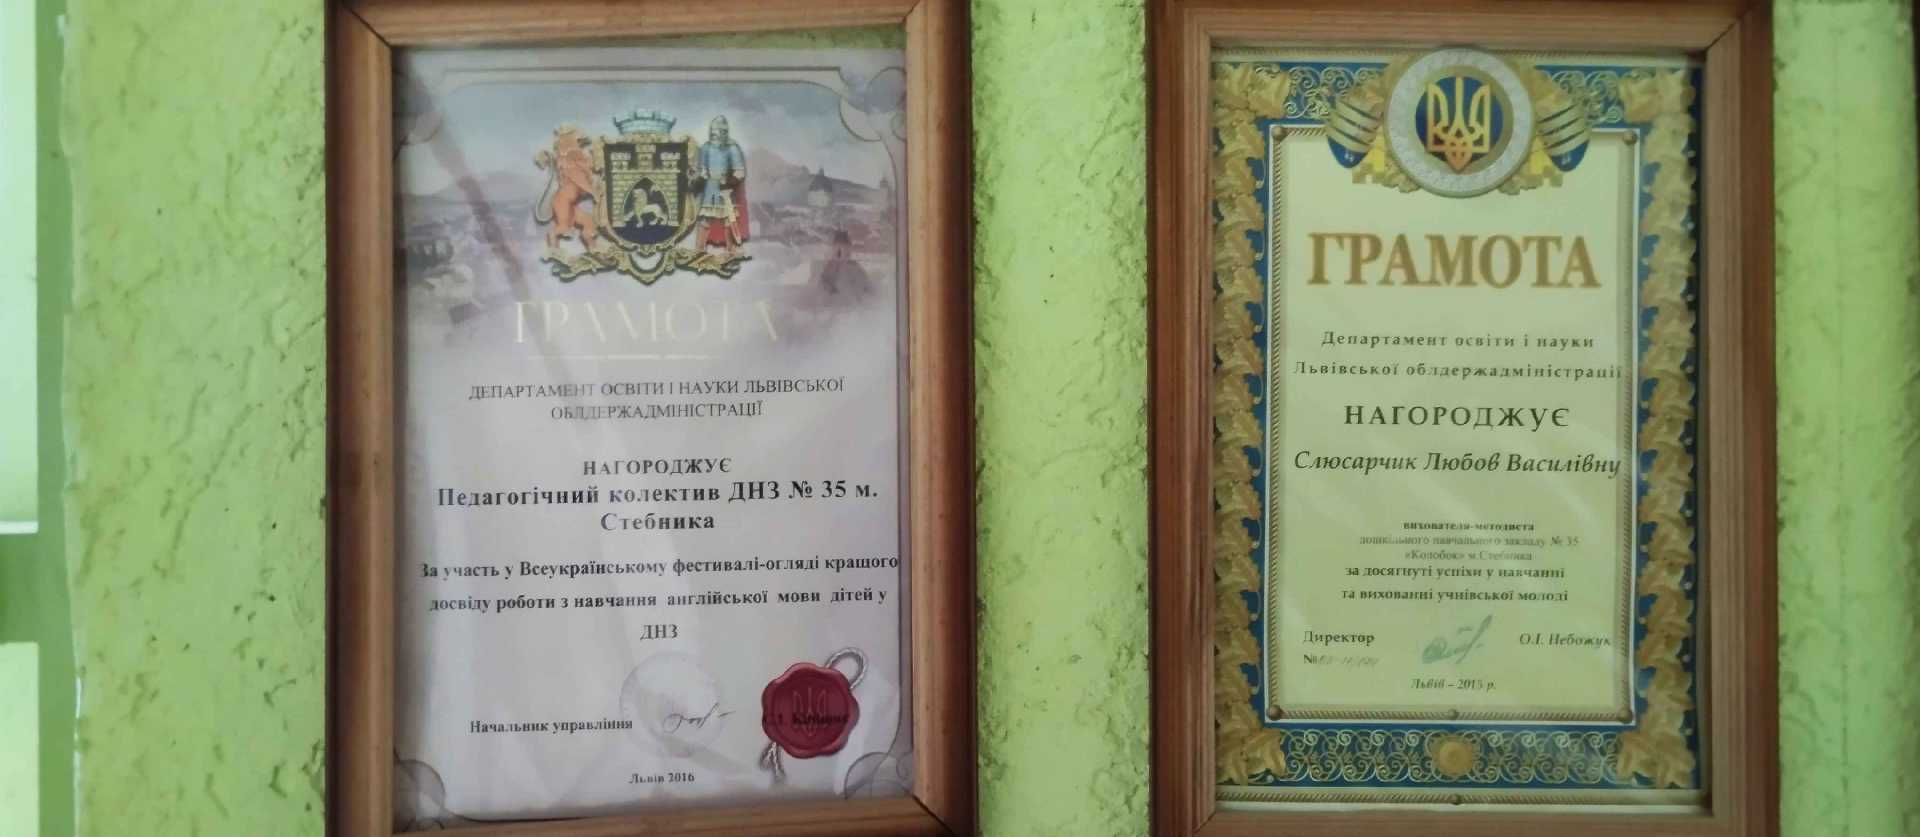 ГРАМОТА
ДЕПАРТАМЕНТ ОСВІТИ І НАУКИ ЛЬВІВСЬКОЇ
ОБЛДЕРЖАДМІНІСТРАЦІЇ
НАГОРОДЖУЄ
Педагогічний колектив ДНЗ № 35 м.
Стебника
За участь у Всеукраїнському фестивалі-огляді кращого
досвіду роботи з навчання англійської мови дітей у
ДНЗ
Начальник управління
Львів 2016
ГРАМОТА
Департамент освіти і науки
Львівської облдержадміністрації
НАГОРОДЖУЄ
Слюсарчик Любов Василівну
вихователя-методиста
дошкільного навчального закладу № 35
«Колобок» м.Стебника
за досягнуті успіхи у навчанні
та вихованні учнівської молоді
Директор О.І. Небожук
№
Львів – 2015 р.